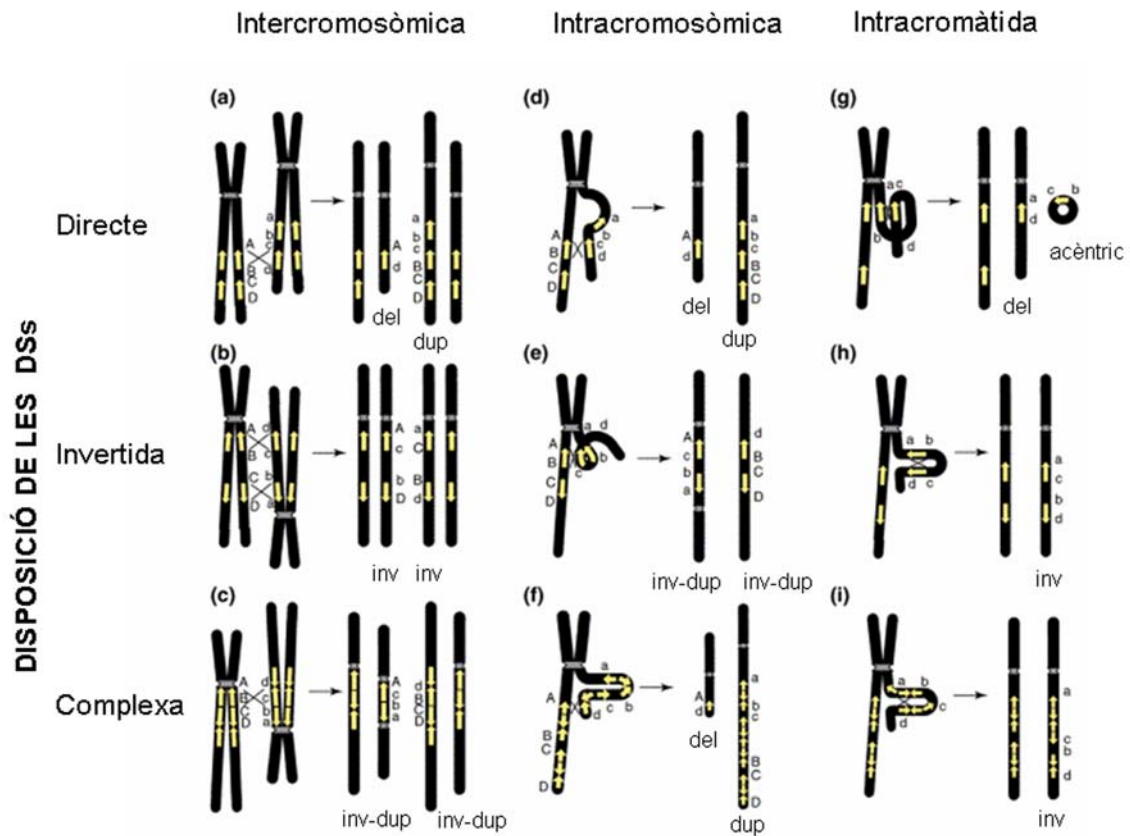 Intercromosòmica Intracromosòmica Intracromàtida
DISPOSICIÓ DE LES DSs
Directe
(a)
A
B
C
D
a
b
c
d
A
d
del
a
b
c
B
C
D
dup
(d)
A
B
C
D
a
b
c
d
A
d
del
a
b
c
B
C
D
dup
(g)
a c
b
d
a
d
del
c b
acèntric
Invertida
(b)
A
B
C
D
d
c
b
a
A
c
b
D
a
C
B
d
inv inv
(e)
A
B
C
D
a
d
b
c
A
c
b
a
d
B
C
D
inv-dup inv-dup
(h)
a b
d c
a
c
b
d
inv
Complexa
(c)
A
B
C
D
d
c
b
a
A
c
b
a
d
B
C
D
inv-dup inv-dup
(f)
A
B
C
D
a
b
c
d
A
d
del
a
b
c
B
C
D
dup
(i)
a b
c
d
a
c
b
d
inv